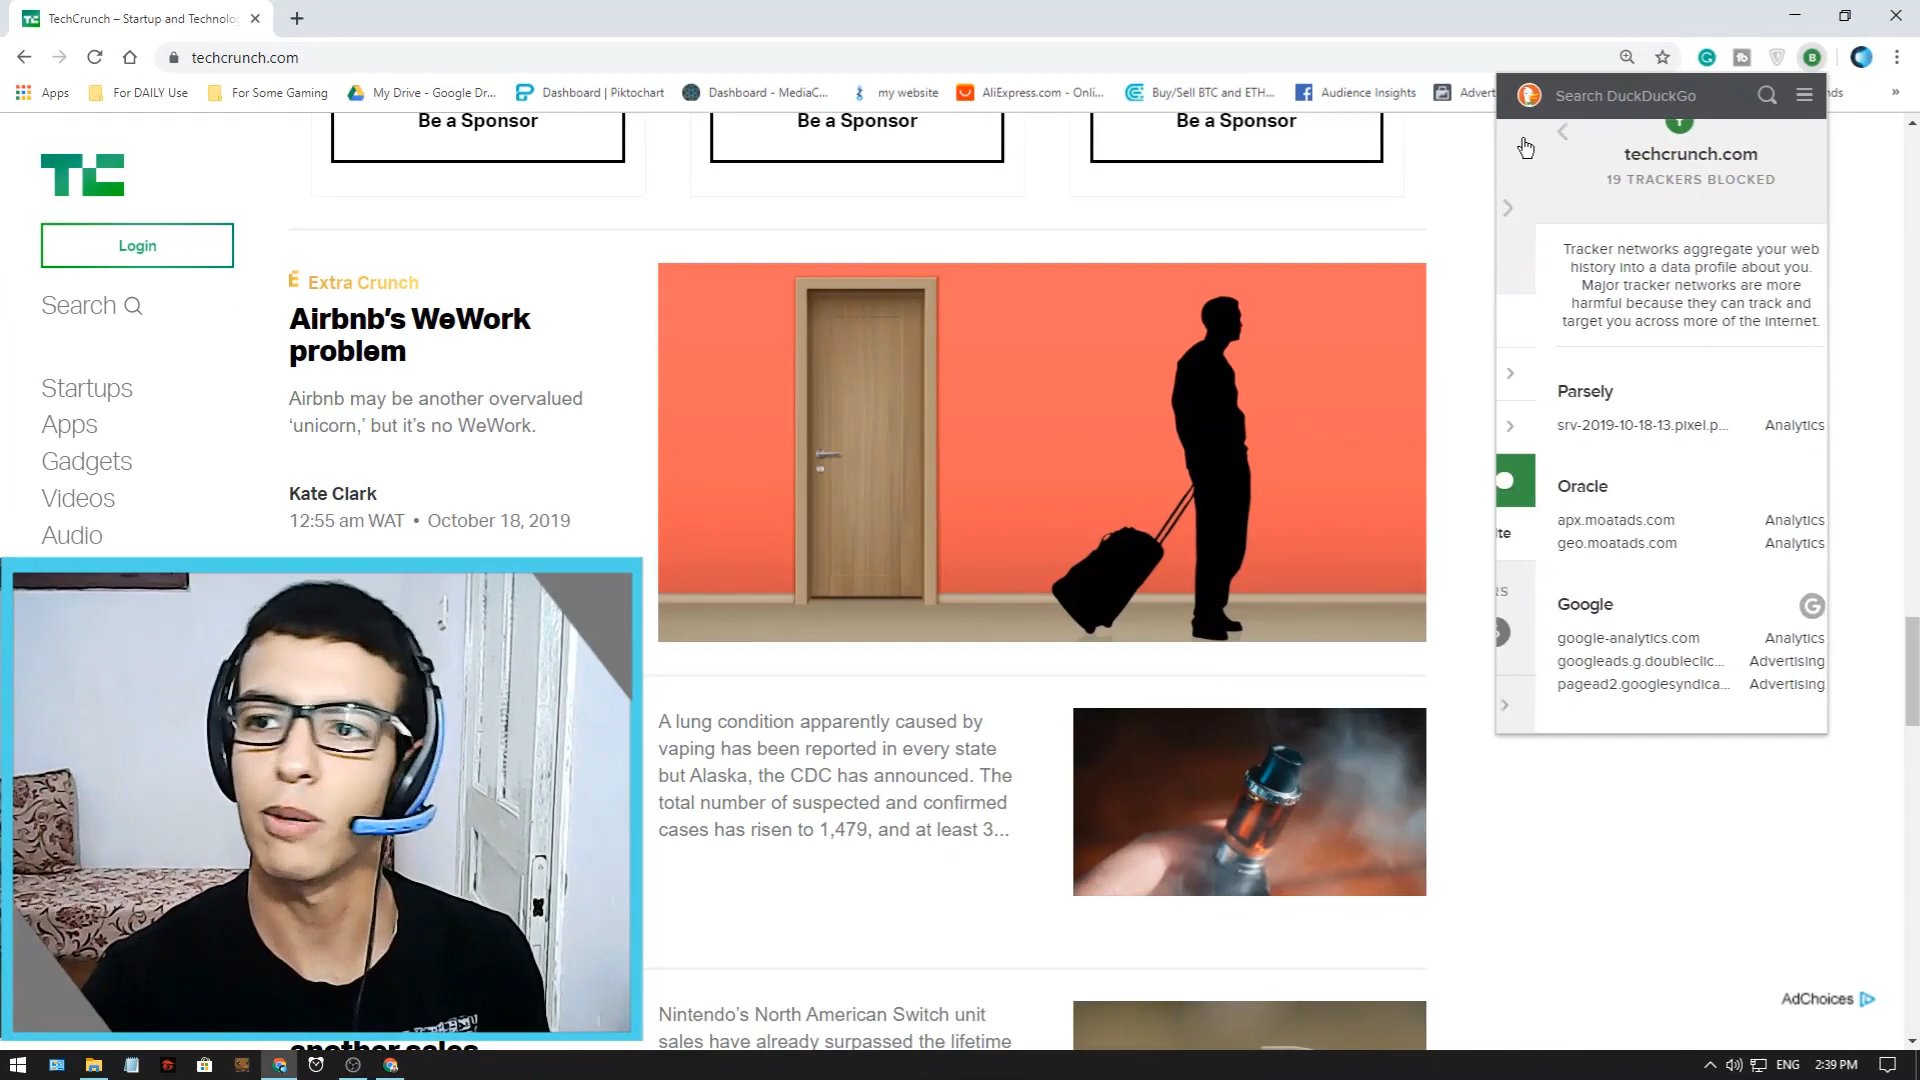 TechCrunch – Startup and Technolo
techcrunch.com
Apps
For DAILY Use
For Some Gaming
My Drive - Google Dr...
Dashboard | Piktochart
Dashboard - MediaC...
my website
AliExpress.com - Onli...
Buy/Sell BTC and ETH...
Audience Insights
Advert
nds
»
Be a Sponsor
Be a Sponsor
Be a Sponsor
TC
Login
Search
Startups
Apps
Gadgets
Videos
Audio
Extra Crunch
Airbnb's WeWork
problem
Airbnb may be another overvalued
‘unicorn,’ but it’s no WeWork.
Kate Clark
12:55 am WAT • October 18, 2019
A lung condition apparently caused by
vaping has been reported in every state
but Alaska, the CDC has announced. The
total number of suspected and confirmed
cases has risen to 1,479, and at least 3...
Nintendo’s North American Switch unit
sales have already surpassed the lifetime
another sales
Search DuckDuckGo
techcrunch.com
19 TRACKERS BLOCKED
Tracker networks aggregate your web
history into a data profile about you.
Major tracker networks are more
harmful because they can track and
target you across more of the internet.
Parsely
srv-2019-10-18-13.pixel.p... Analytics
Oracle
apx.moatads.com Analytics
geo.moatads.com Analytics
Google
google-analytics.com Analytics
googleads.g.doubleclic... Advertising
pagead2.googlesyndica... Advertising
ite
RS
AdChoices
ENG
2:39 PM